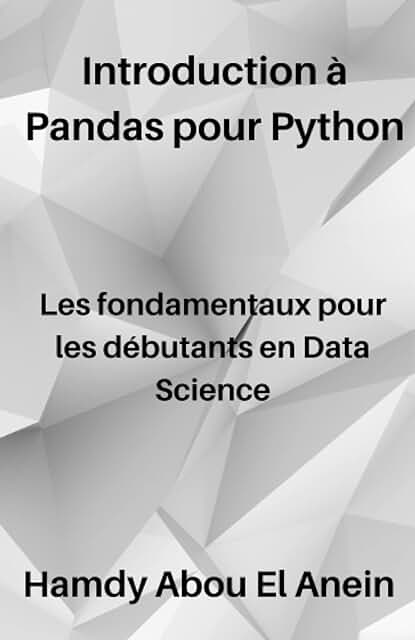 Introduction à
Pandas pour Python
Les fondamentaux pour
les débutants en Data
Science
Hamdy Abou El Anein